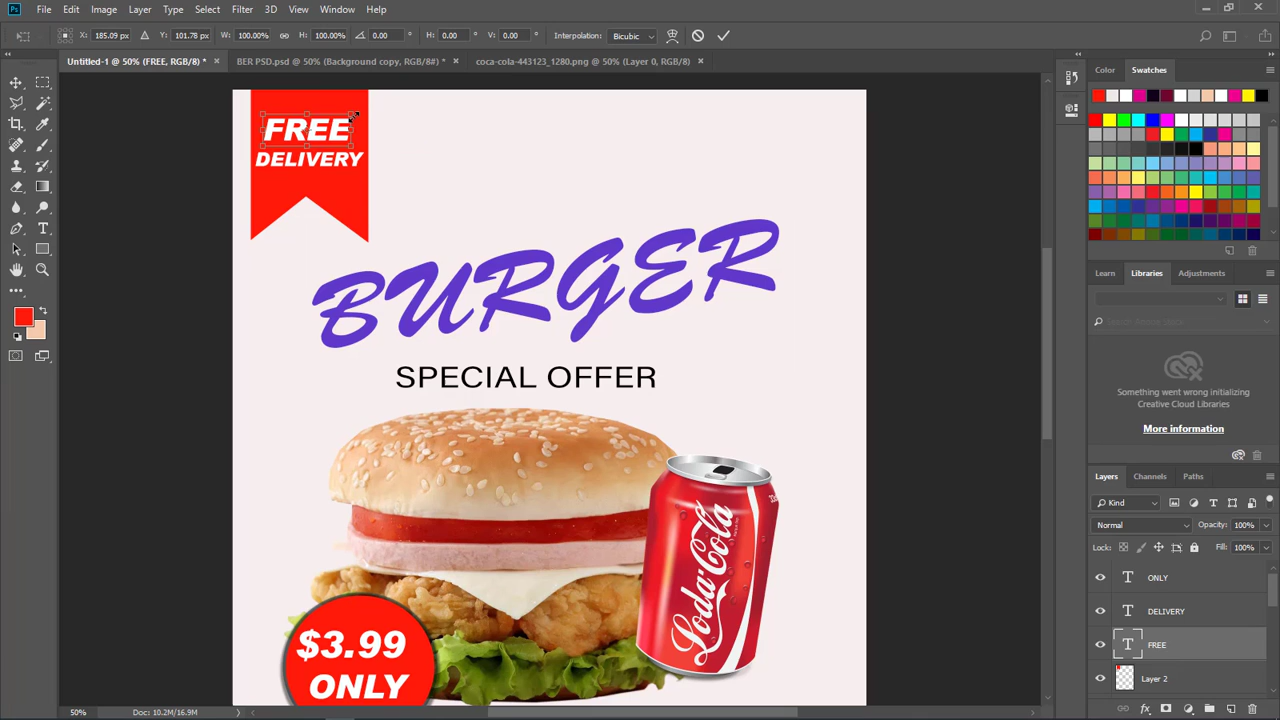 Ps File Edit Image Layer Type Select Filter 3D View Window Help
X: 185.09 px Y: 101.78 px W: 100.00% H: 100.00% 0.00 ° H: 0.00 ° V: 0.00 ° Interpolation: Bicubic
Untitled-1 @ 50% (FREE, RGB/8) * × BER PSD.psd @ 50% (Background copy, RGB/8#) * × coca-cola-443123_1280.png @ 50% (Layer 0, RGB/8) ×
Color Swatches
FREE
DELIVERY
BURGER
SPECIAL OFFER
Loda-Cola
$3.99
ONLY
Learn Libraries Adjustments
Something went wrong initializing
Creative Cloud Libraries
More information
Layers Channels Paths
Kind
Normal Opacity: 100%
Lock: Fill: 100%
T ONLY
T DELIVERY
T FREE
Layer 2
50% Doc: 10.2M/16.9M